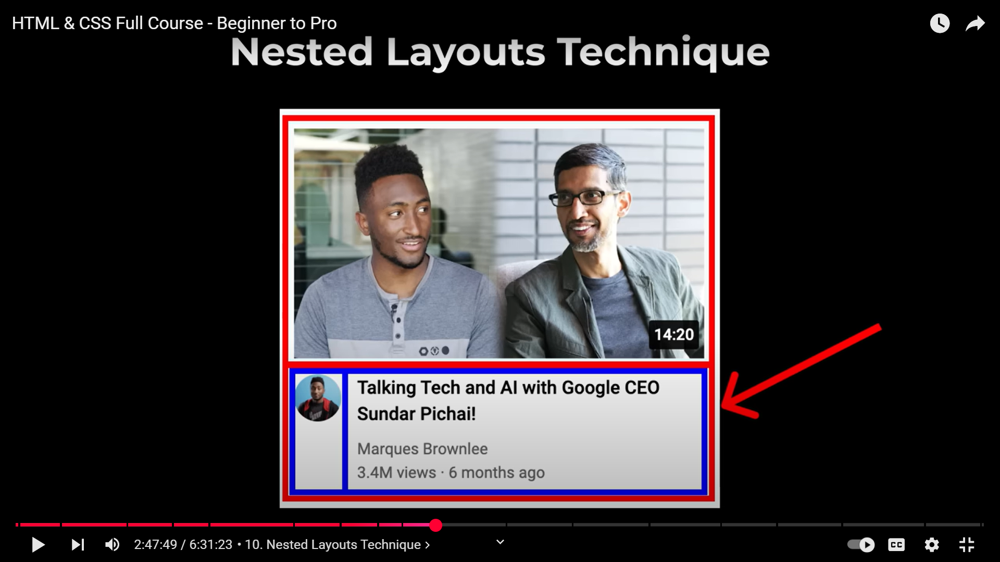 HTML & CSS Full Course - Beginner to Pro
Nested Layouts Technique
14:20
Talking Tech and AI with Google CEO
Sundar Pichai!
Marques Brownlee
3.4M views · 6 months ago
2:47:49 / 6:31:23 • 10. Nested Layouts Technique >
CC